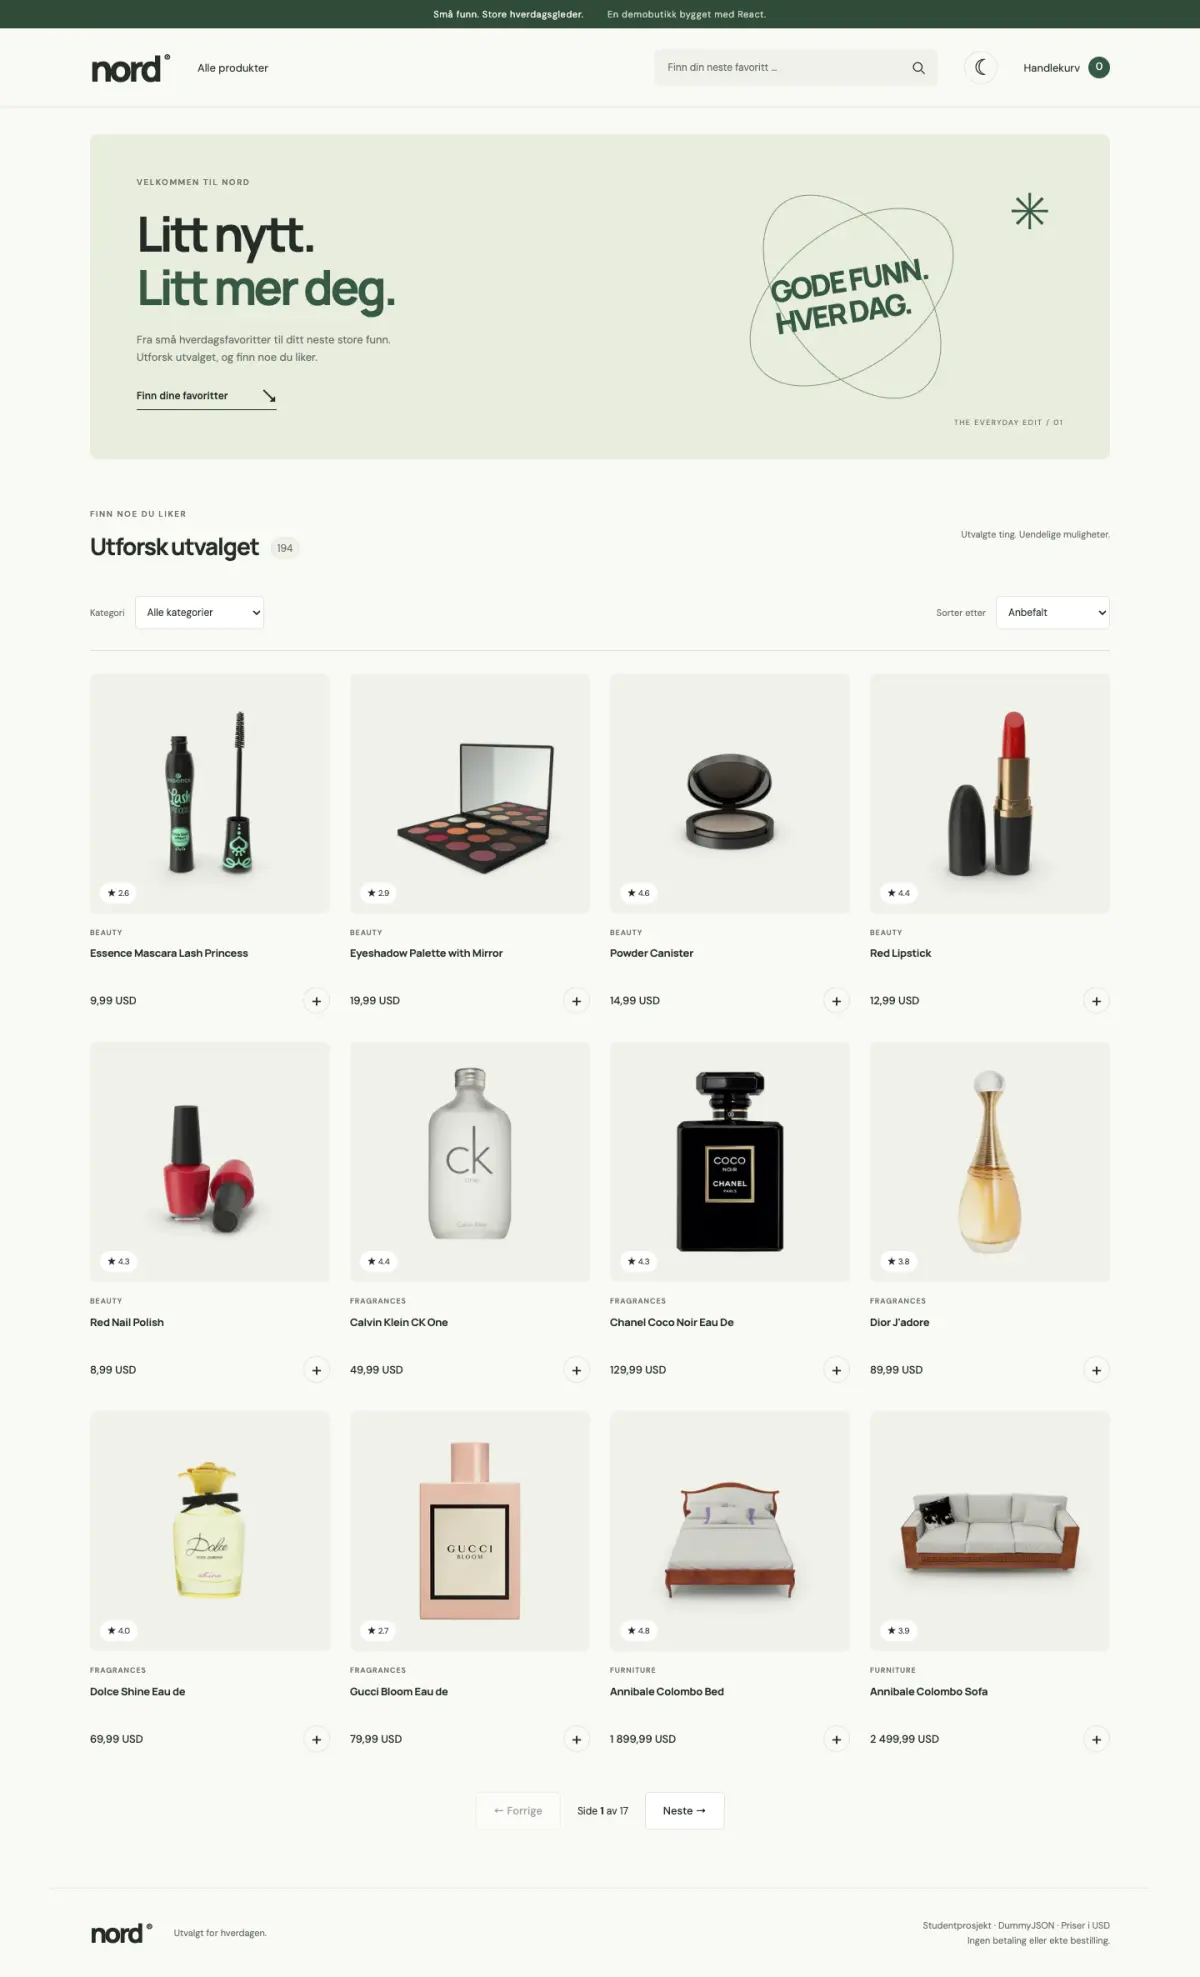 Små funn. Store hverdagsgleder. En demobutikk bygget med React.
nord®
Alle produkter
Finn din neste favoritt ...
Handlekurv 0
VELKOMMEN TIL NORD
Litt nytt.
Litt mer deg.
Fra små hverdagsfavoritter til ditt neste store funn.
Utforsk utvalget, og finn noe du liker.
Finn dine favoritter ↘
GODE FUNN.
HVER DAG.
THE EVERYDAY EDIT / 01
FINN NOE DU LIKER
Utforsk utvalget 194
Utvalgte ting. Uendelige muligheter.
Kategori Alle kategorier
Sorter etter Anbefalt
essence
Lash
★ 2.6
★ 2.9
★ 4.6
★ 4.4
BEAUTY
Essence Mascara Lash Princess
9,99 USD +
BEAUTY
Eyeshadow Palette with Mirror
19,99 USD +
BEAUTY
Powder Canister
14,99 USD +
BEAUTY
Red Lipstick
12,99 USD +
★ 4.3
ck
one
Calvin Klein
★ 4.4
COCO
NOIR
CHANEL
PARIS
★ 4.3
★ 3.8
BEAUTY
Red Nail Polish
8,99 USD +
FRAGRANCES
Calvin Klein CK One
49,99 USD +
FRAGRANCES
Chanel Coco Noir Eau De
129,99 USD +
FRAGRANCES
Dior J'adore
89,99 USD +
Dolce
shine
★ 4.0
GUCCI
BLOOM
★ 2.7
★ 4.8
★ 3.9
FRAGRANCES
Dolce Shine Eau de
69,99 USD +
FRAGRANCES
Gucci Bloom Eau de
79,99 USD +
FURNITURE
Annibale Colombo Bed
1 899,99 USD +
FURNITURE
Annibale Colombo Sofa
2 499,99 USD +
← Forrige
Side 1 av 17
Neste →
nord®
Utvalgt for hverdagen.
Studentprosjekt · DummyJSON · Priser i USD
Ingen betaling eller ekte bestilling.